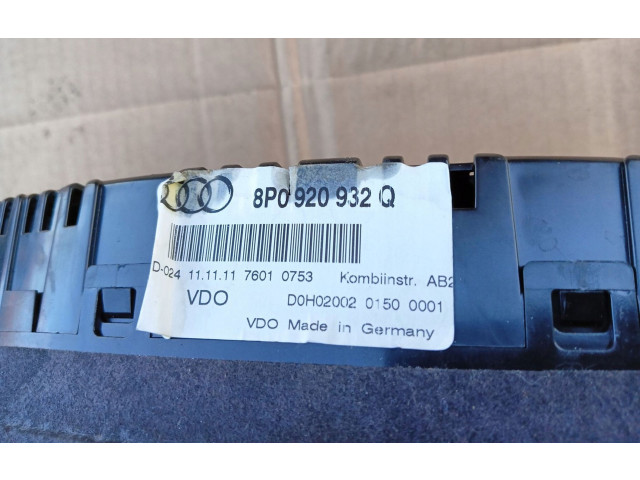 8P0 920 932 Q
D-024 11.11.11 7601 0753 Kombiinstr. AB2
VDO D0H02002 0150 0001
VDO Made in Germany